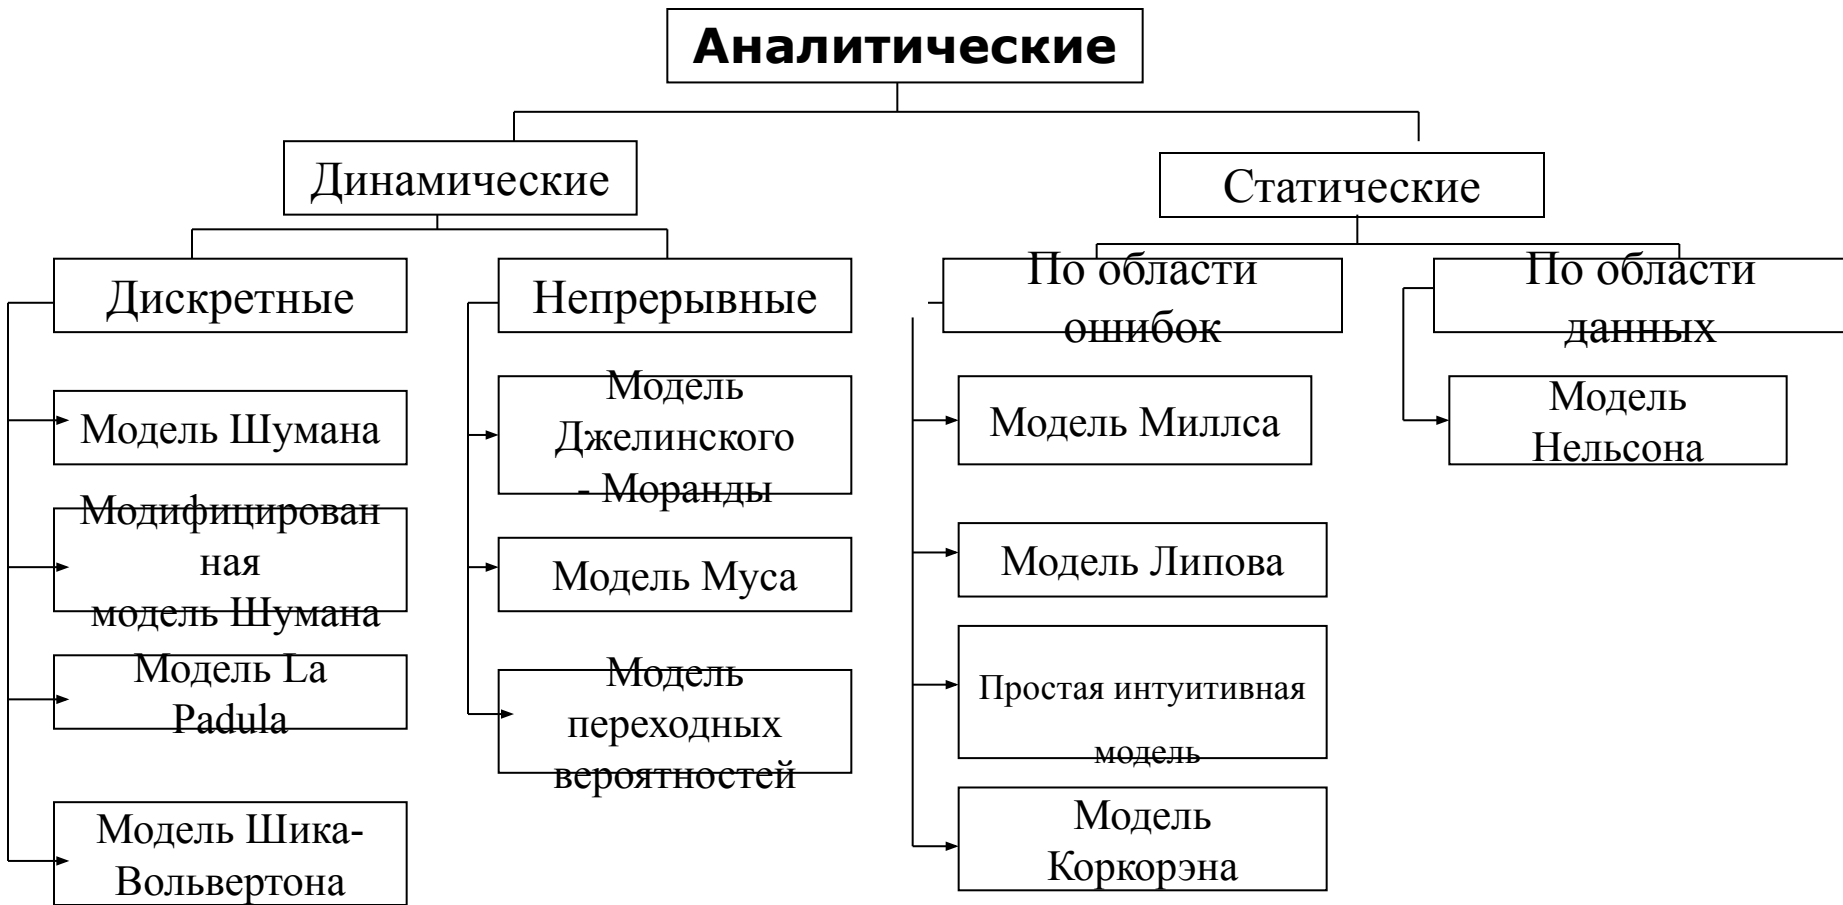 Аналитические
Динамические
Статические
Дискретные
Непрерывные
По области
ошибок
По области
данных
Модель Шумана
Модифицирован
ная
модель Шумана
Модель La
Padula
Модель Шика-
Вольвертона
Модель
Джелинского
- Моранды
Модель Муса
Модель
переходных
вероятностей
Модель Миллса
Модель Липова
Простая интуитивная
модель
Модель
Коркорэна
Модель
Нельсона